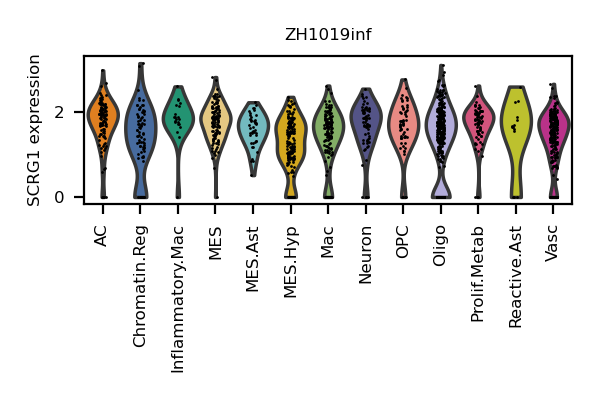 ZH1019inf
SCRG1 expression
2
0
AC
Chromatin.Reg
Inflammatory.Mac
MES
MES.Ast
MES.Hyp
Mac
Neuron
OPC
Oligo
Prolif.Metab
Reactive.Ast
Vasc